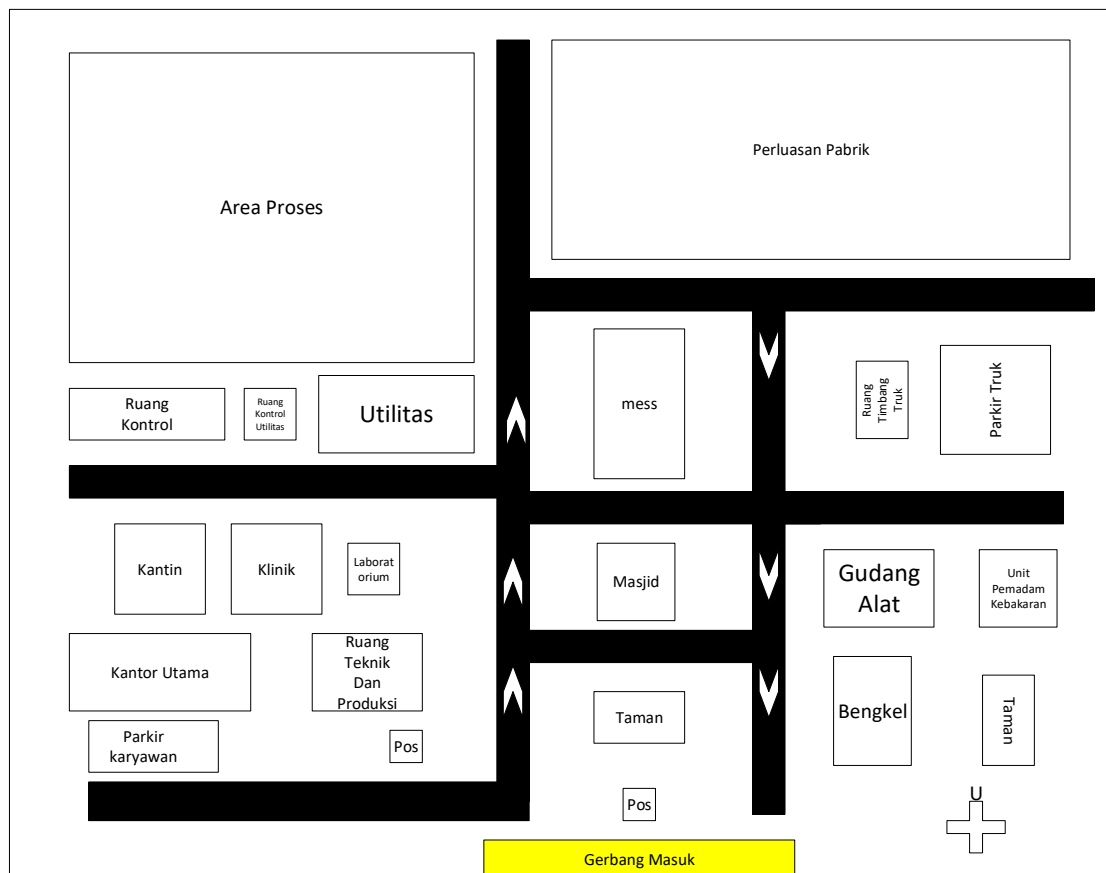 Perluasan Pabrik
Area Proses
Ruang
Kontrol
Ruang
Kontrol
Utilitas
Utilitas
mess
Ruang
Timbang
Truk
Parkir Truk
Kantin
Klinik
Laborat
orium
Masjid
Gudang
Alat
Unit
Pemadam
Kebakaran
Kantor Utama
Ruang
Teknik
Dan
Produksi
Taman
Bengkel
Taman
Parkir
karyawan
Pos
Pos
U
Gerbang Masuk